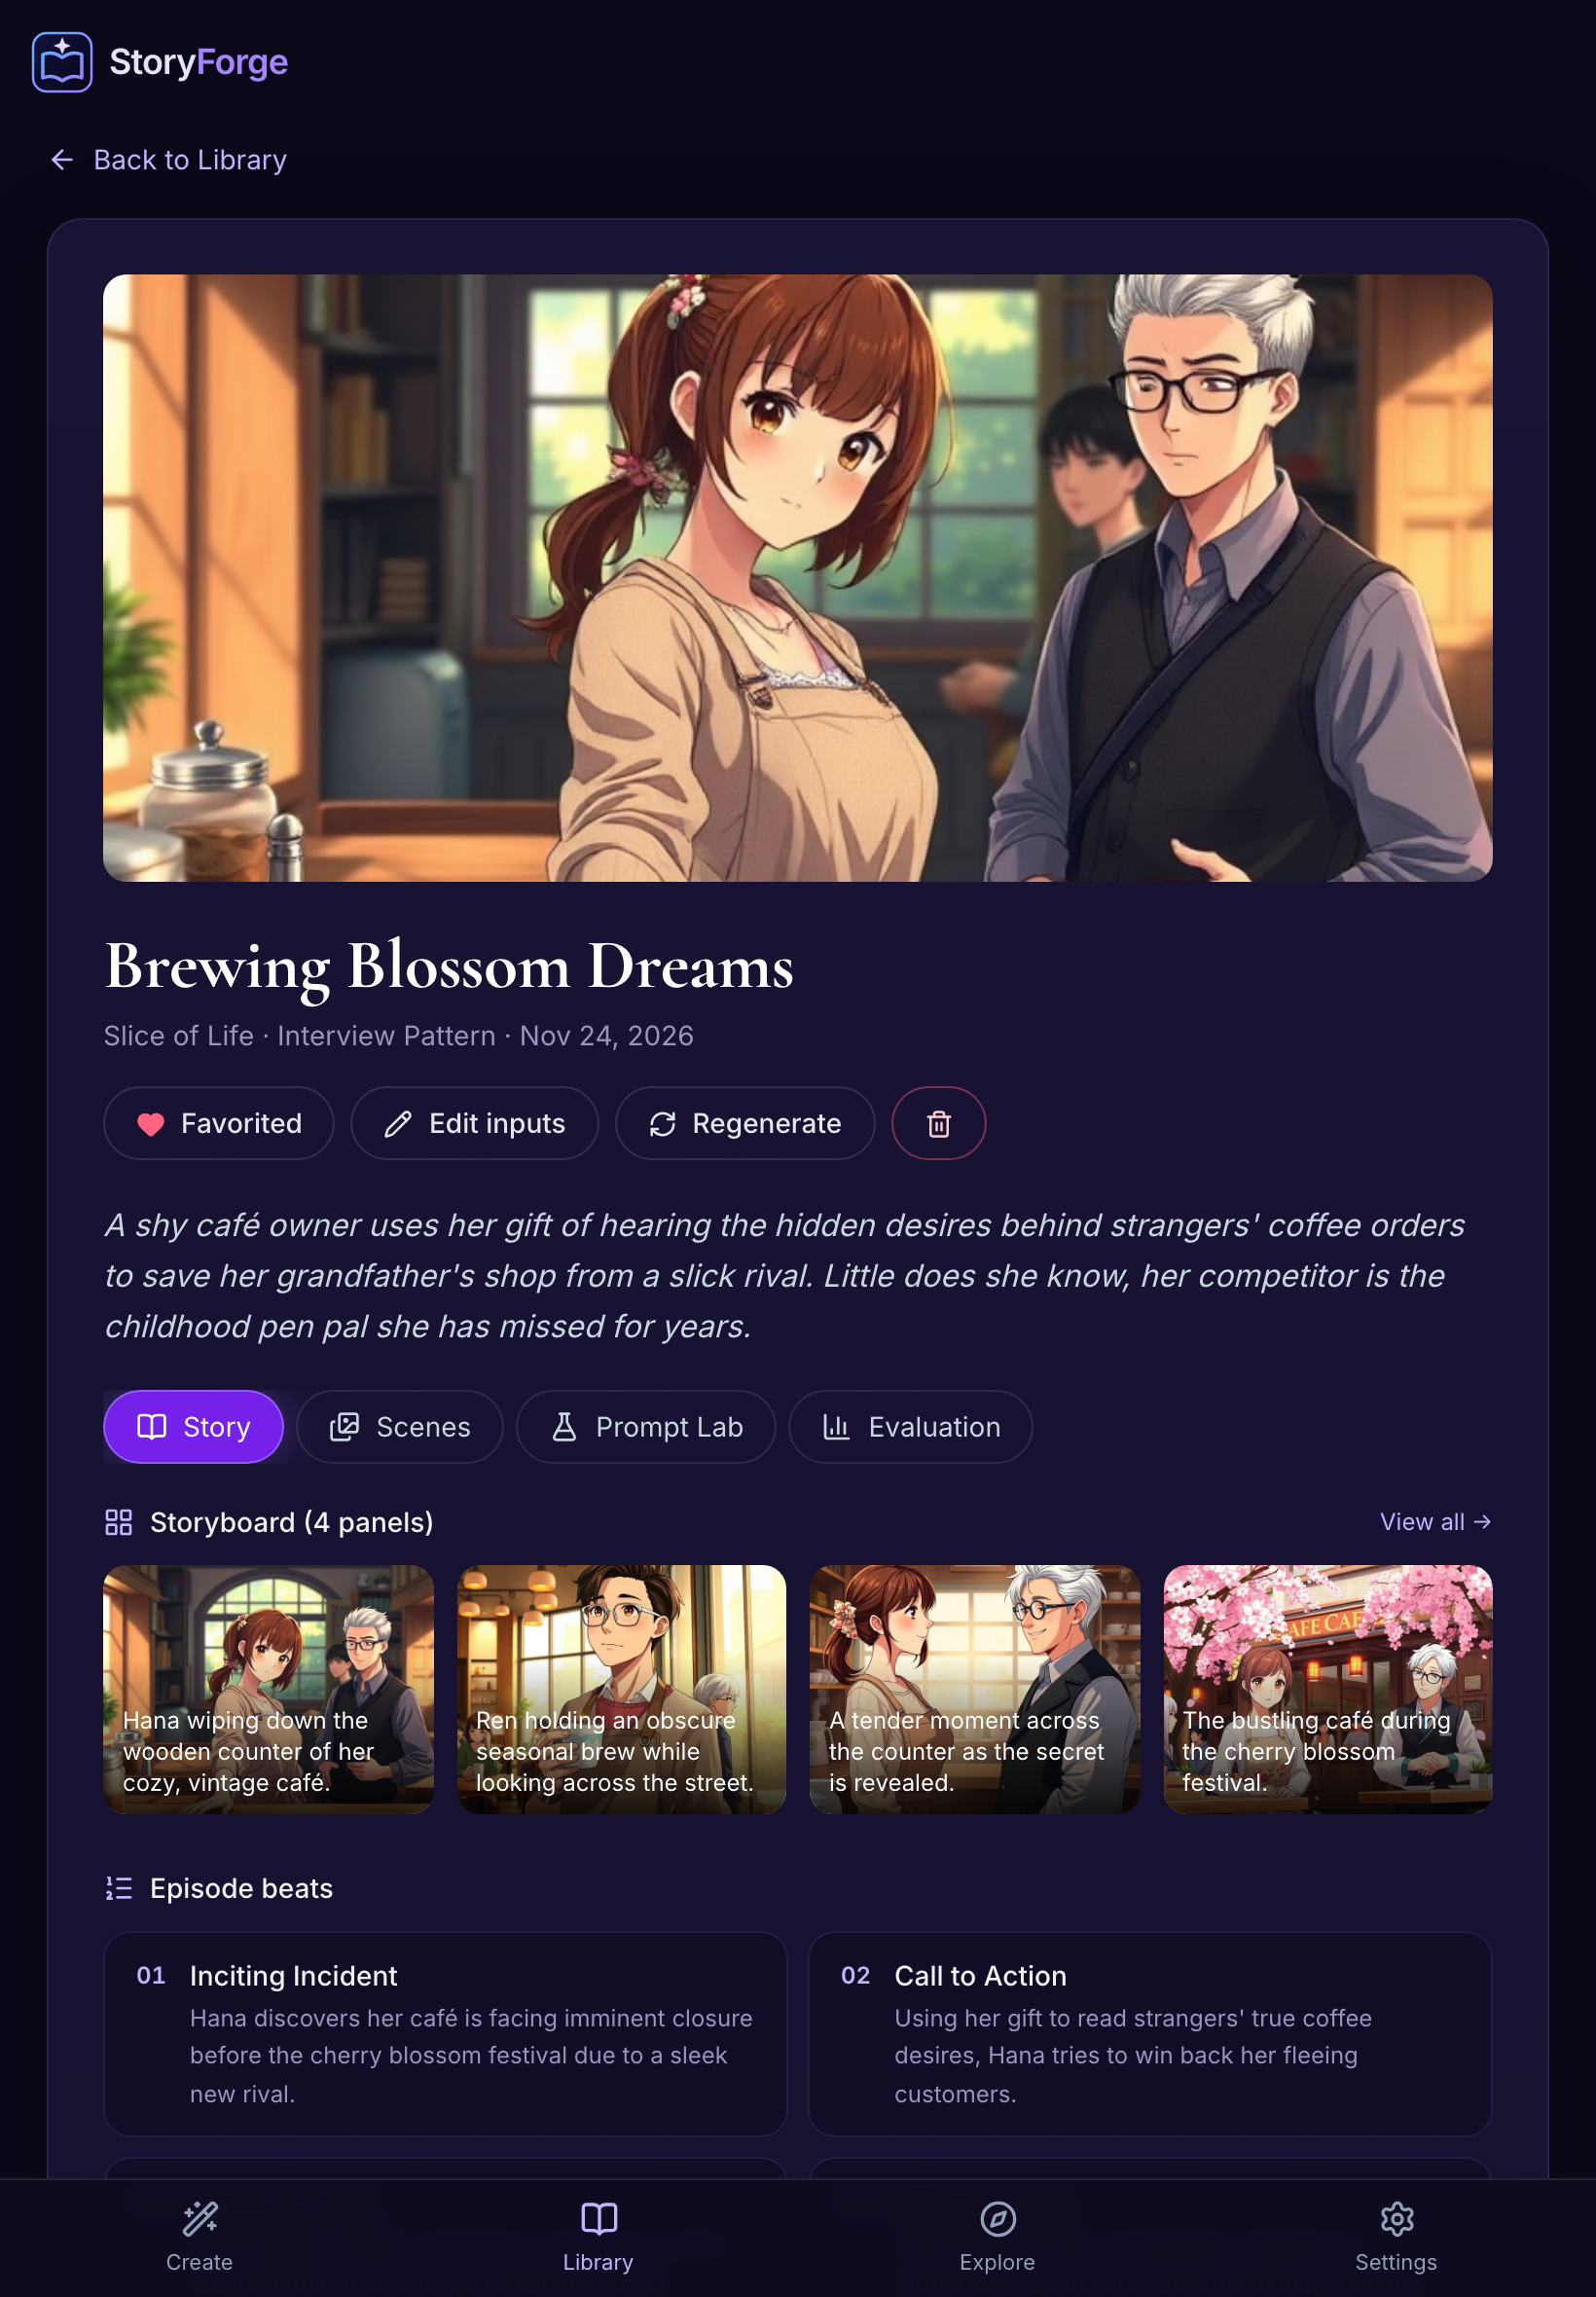 StoryForge
Back to Library
Brewing Blossom Dreams
Slice of Life · Interview Pattern · Nov 24, 2026
Favorited
Edit inputs
Regenerate
A shy café owner uses her gift of hearing the hidden desires behind strangers' coffee orders
to save her grandfather's shop from a slick rival. Little does she know, her competitor is the
childhood pen pal she has missed for years.
Story
Scenes
Prompt Lab
Evaluation
Storyboard (4 panels)
View all →
Hana wiping down the
wooden counter of her
cozy, vintage café.
Ren holding an obscure
seasonal brew while
looking across the street.
A tender moment across
the counter as the secret
is revealed.
The bustling café during
the cherry blossom
festival.
Episode beats
01 Inciting Incident
Hana discovers her café is facing imminent closure
before the cherry blossom festival due to a sleek
new rival.
02 Call to Action
Using her gift to read strangers' true coffee
desires, Hana tries to win back her fleeing
customers.
Create
Library
Explore
Settings